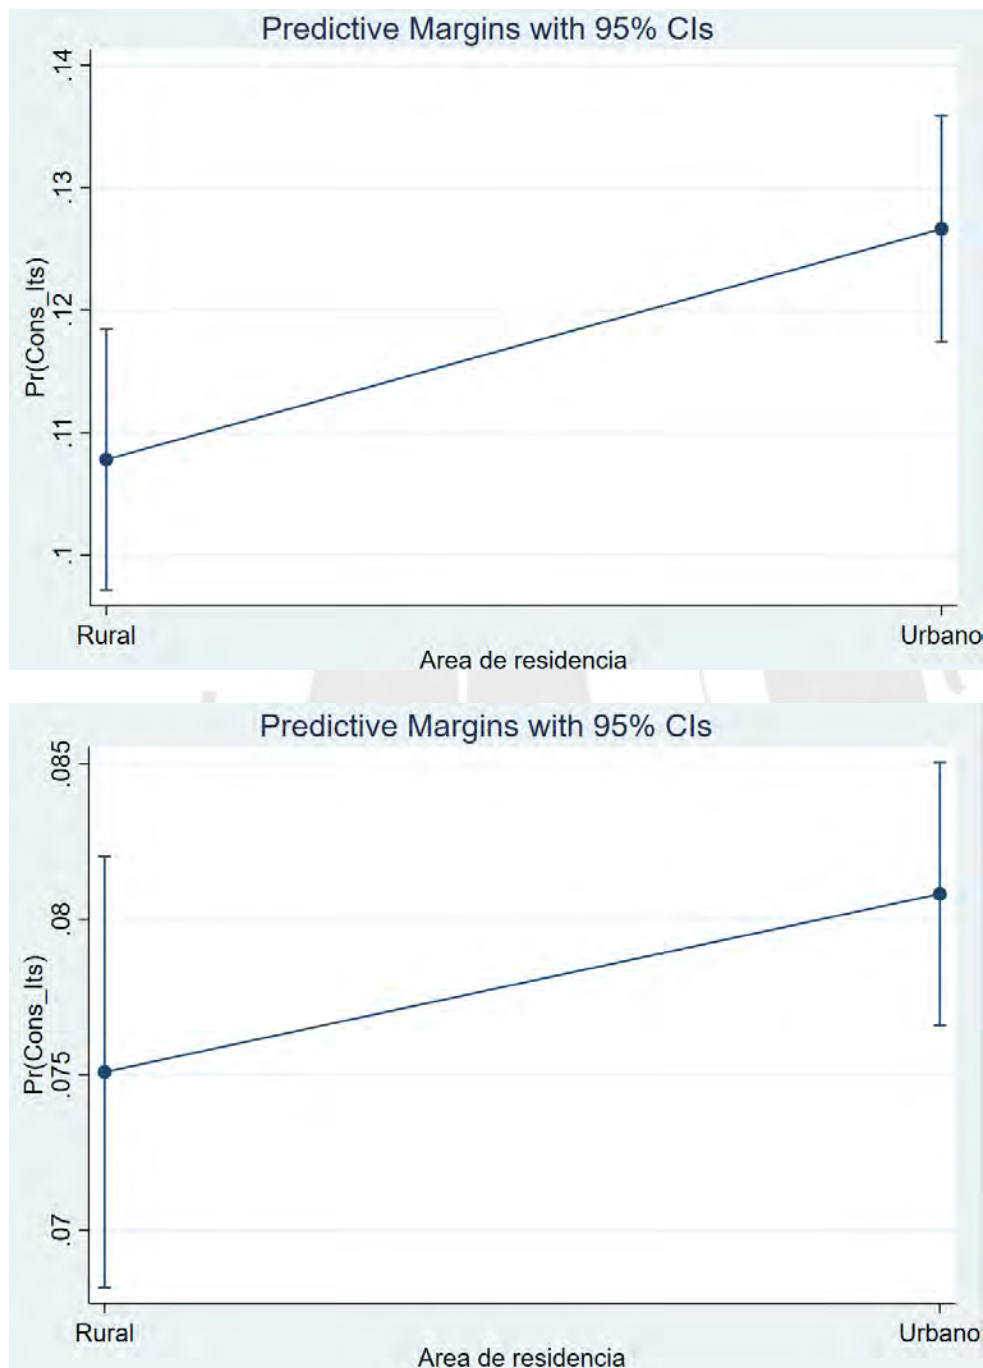 Predictive Margins with 95% CIs
.14
.13
.12
.11
.1
Pr(Cons_Its)
Rural
Urbano
Area de residencia
Predictive Margins with 95% CIs
.085
.08
.075
.07
Pr(Cons_Its)
Rural
Urbano
Area de residencia